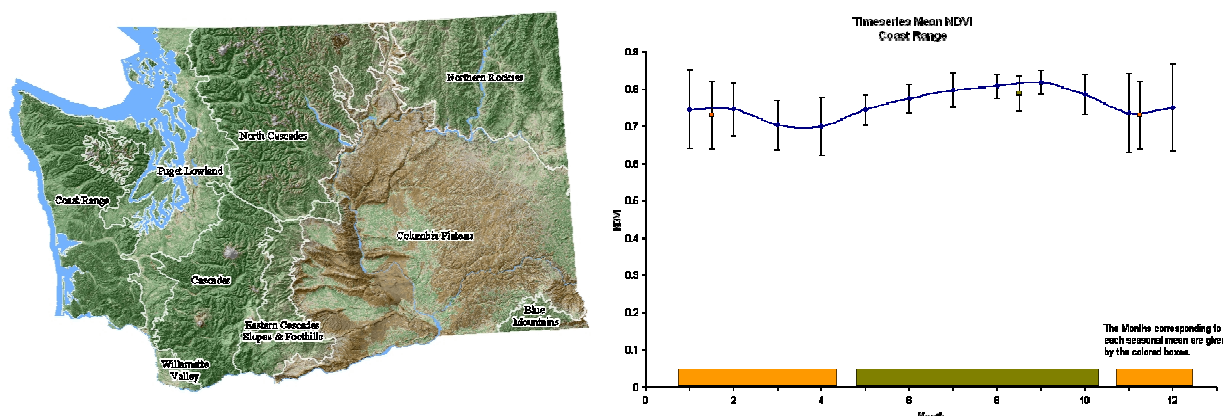 Northern Rockies
North Cascades
Puget Lowland
Coast Range
Columbia Plateau
Cascades
Eastern Cascades
Slopes & Foothills
Blue
Mountains
Willamette
Valley
Timeseries Mean NDVI
Coast Range
0.9
0.8
0.7
0.6
0.5
0.4
0.3
0.2
0.1
0
NDVI
The Months corresponding to
each seasonal mean are given
by the colored boxes.
0
2
4
6
8
10
12
Month